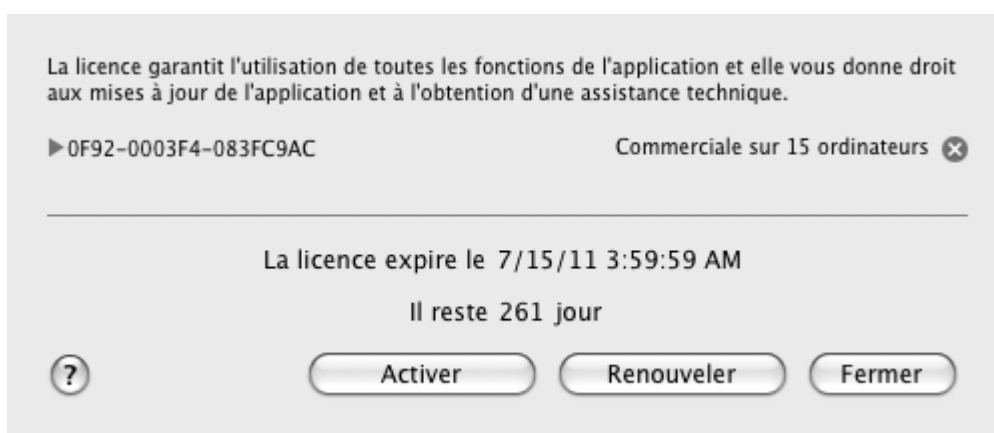 La licence garantit l'utilisation de toutes les fonctions de l'application et elle vous donne droit
aux mises à jour de l'application et à l'obtention d'une assistance technique.
0F92-0003F4-083FC9AC Commerciale sur 15 ordinateurs
La licence expire le 7/15/11 3:59:59 AM
Il reste 261 jour
? Activer Renouveler Fermer